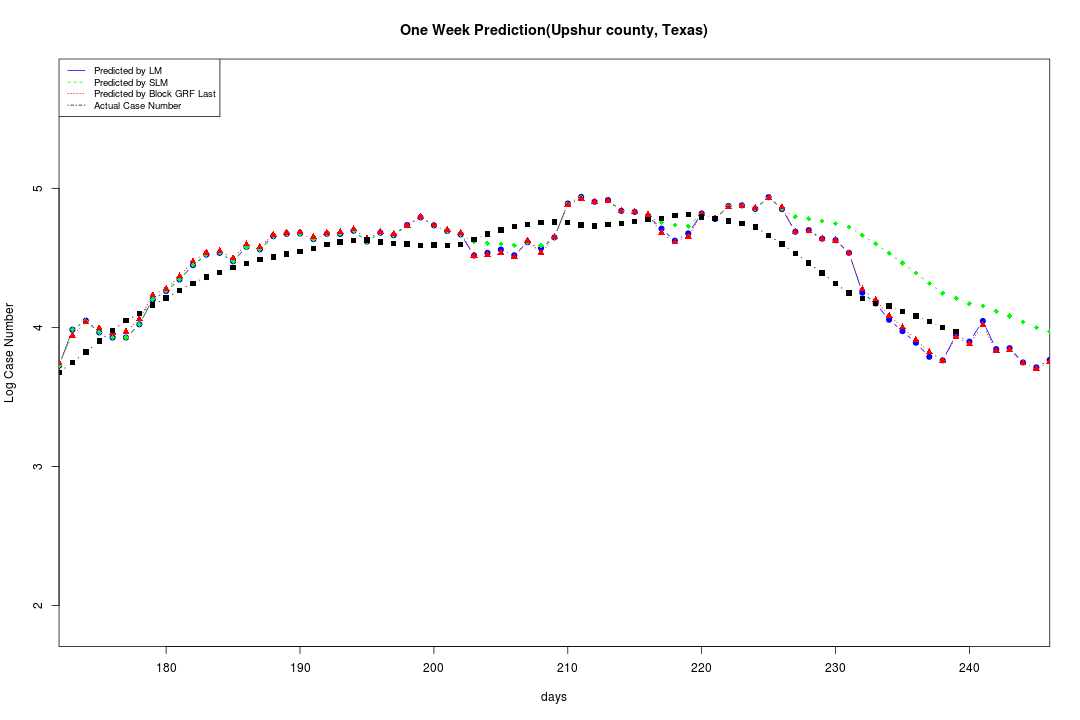 One Week Prediction(Upshur county, Texas)
Predicted by LM
Predicted by SLM
Predicted by Block GRF Last
Actual Case Number
Log Case Number
5
4
3
2
180 190 200 210 220 230 240
days